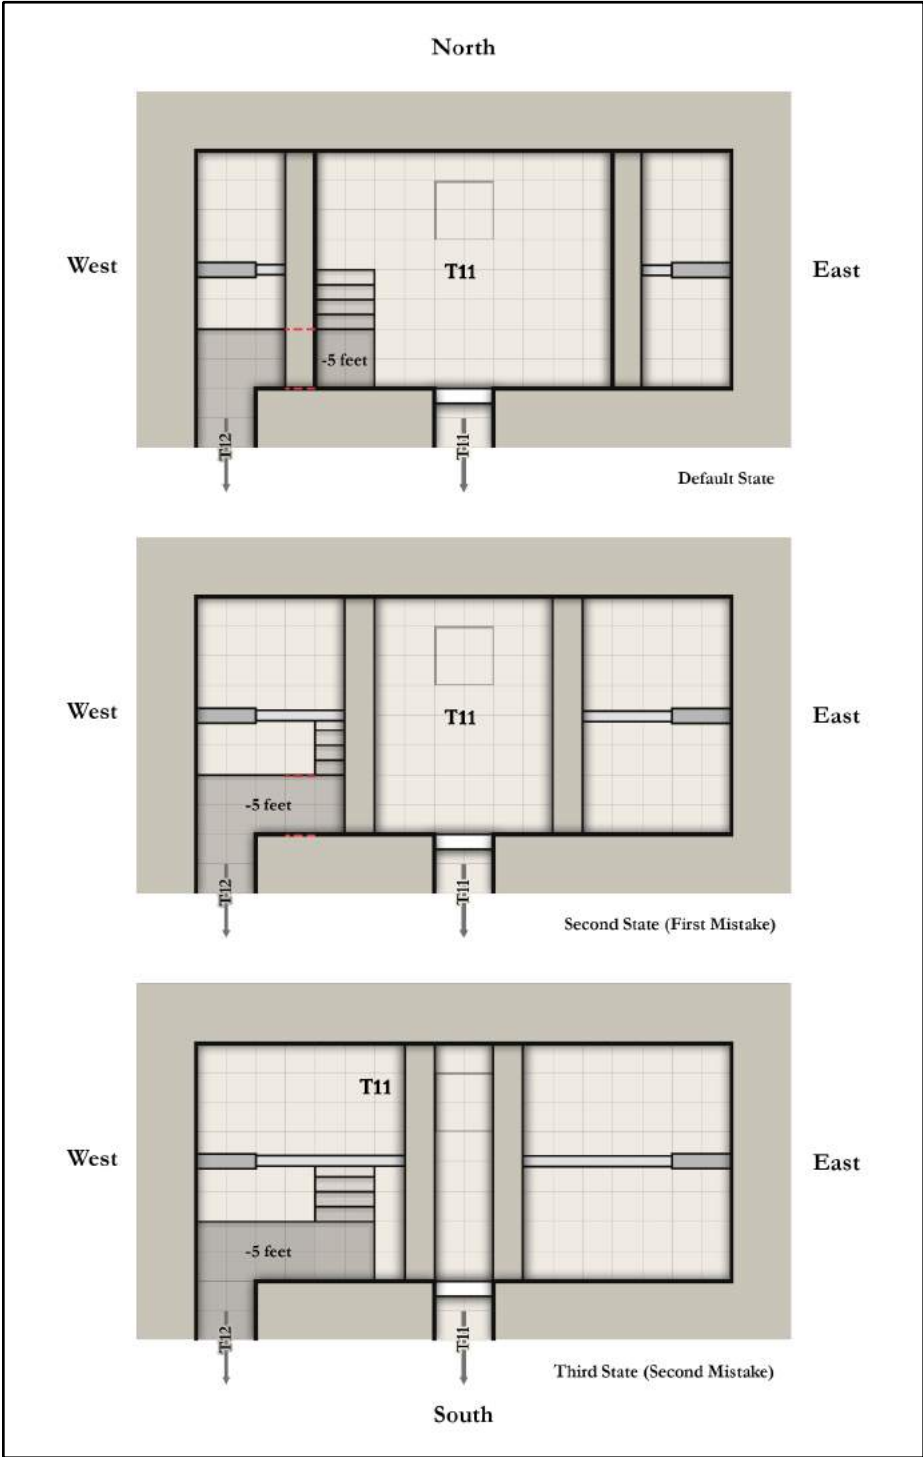 North
West
T11
East
-5 feet
T12
T11
Default State
West
T11
East
-5 feet
T12
T11
Second State (First Mistake)
T11
West
East
-5 feet
T12
T11
Third State (Second Mistake)
South